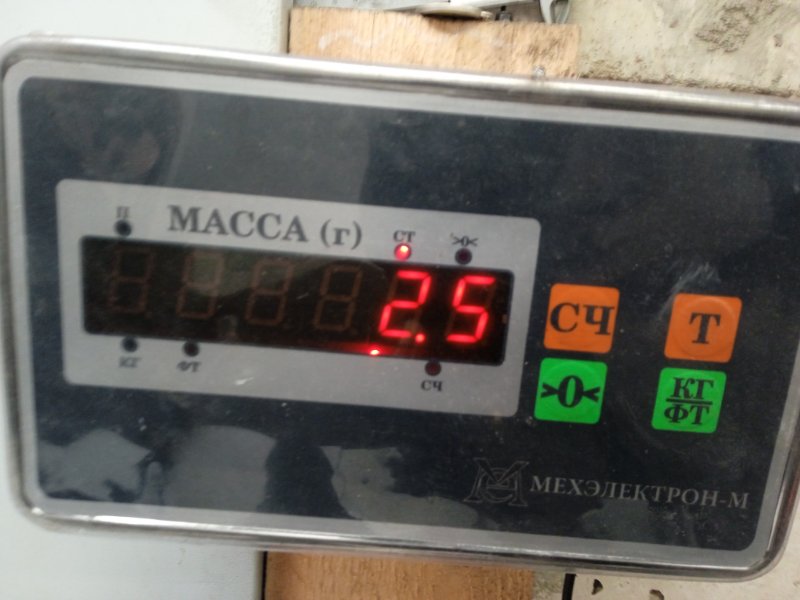 П
МАССА (г)
СТ
>0<
2.5
КГ
ФТ
СЧ
СЧ
Т
>0<
КГ
ФТ
МЕХЭЛЕКТРОН-М